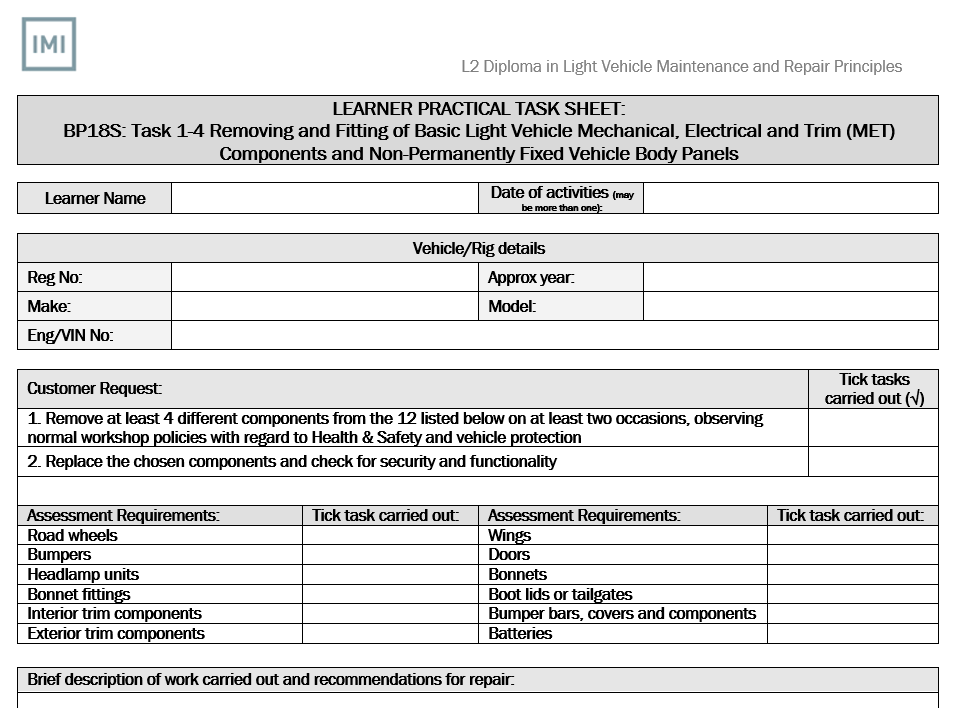 IMI
L2 Diploma in Light Vehicle Maintenance and Repair Principles
LEARNER PRACTICAL TASK SHEET:
BP18S: Task 1-4 Removing and Fitting of Basic Light Vehicle Mechanical, Electrical and Trim (MET)
Components and Non-Permanently Fixed Vehicle Body Panels
Learner Name
Date of activities (may
be more than one):
Vehicle/Rig details
Reg No:
Approx year:
Make:
Model:
Eng/VIN No:
Customer Request:
Tick tasks
carried out (√)
1. Remove at least 4 different components from the 12 listed below on at least two occasions, observing
normal workshop policies with regard to Health & Safety and vehicle protection
2. Replace the chosen components and check for security and functionality
Assessment Requirements:
Tick task carried out:
Assessment Requirements:
Tick task carried out:
Road wheels
Wings
Bumpers
Doors
Headlamp units
Bonnets
Bonnet fittings
Boot lids or tailgates
Interior trim components
Bumper bars, covers and components
Exterior trim components
Batteries
Brief description of work carried out and recommendations for repair: